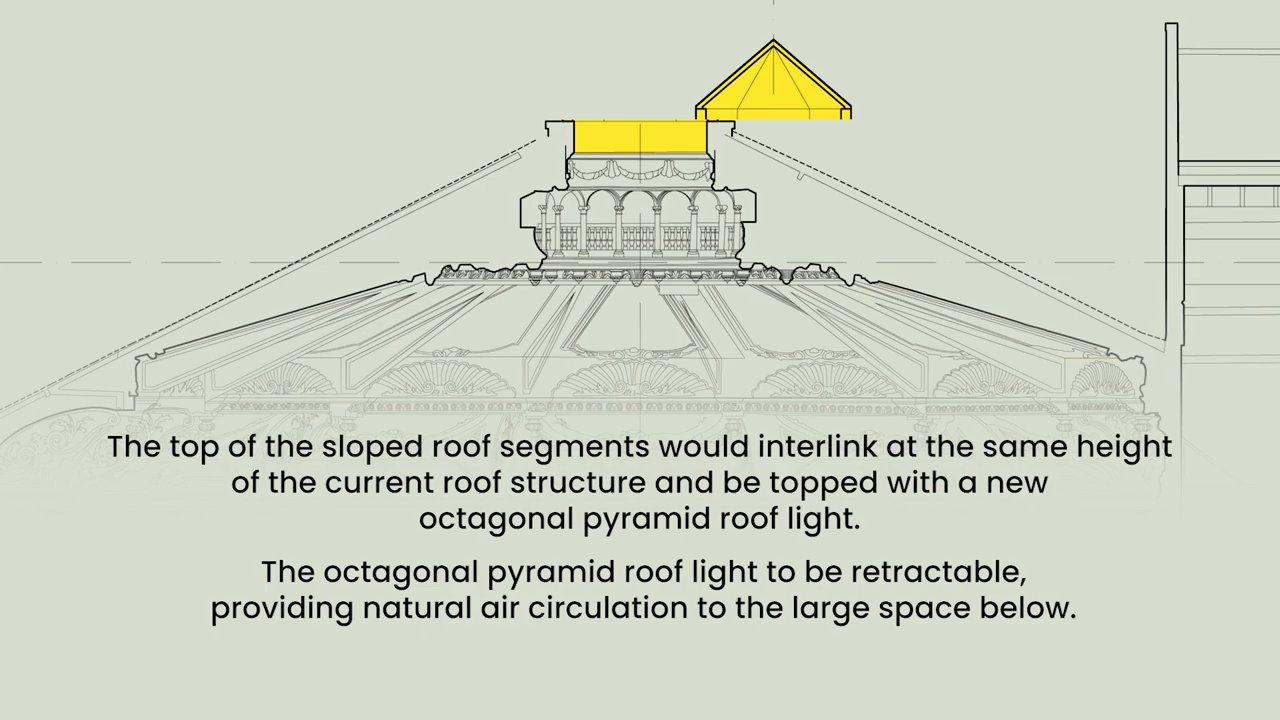 The top of the sloped roof segments would interlink at the same height
of the current roof structure and be topped with a new
octagonal pyramid roof light.
The octagonal pyramid roof light to be retractable,
providing natural air circulation to the large space below.